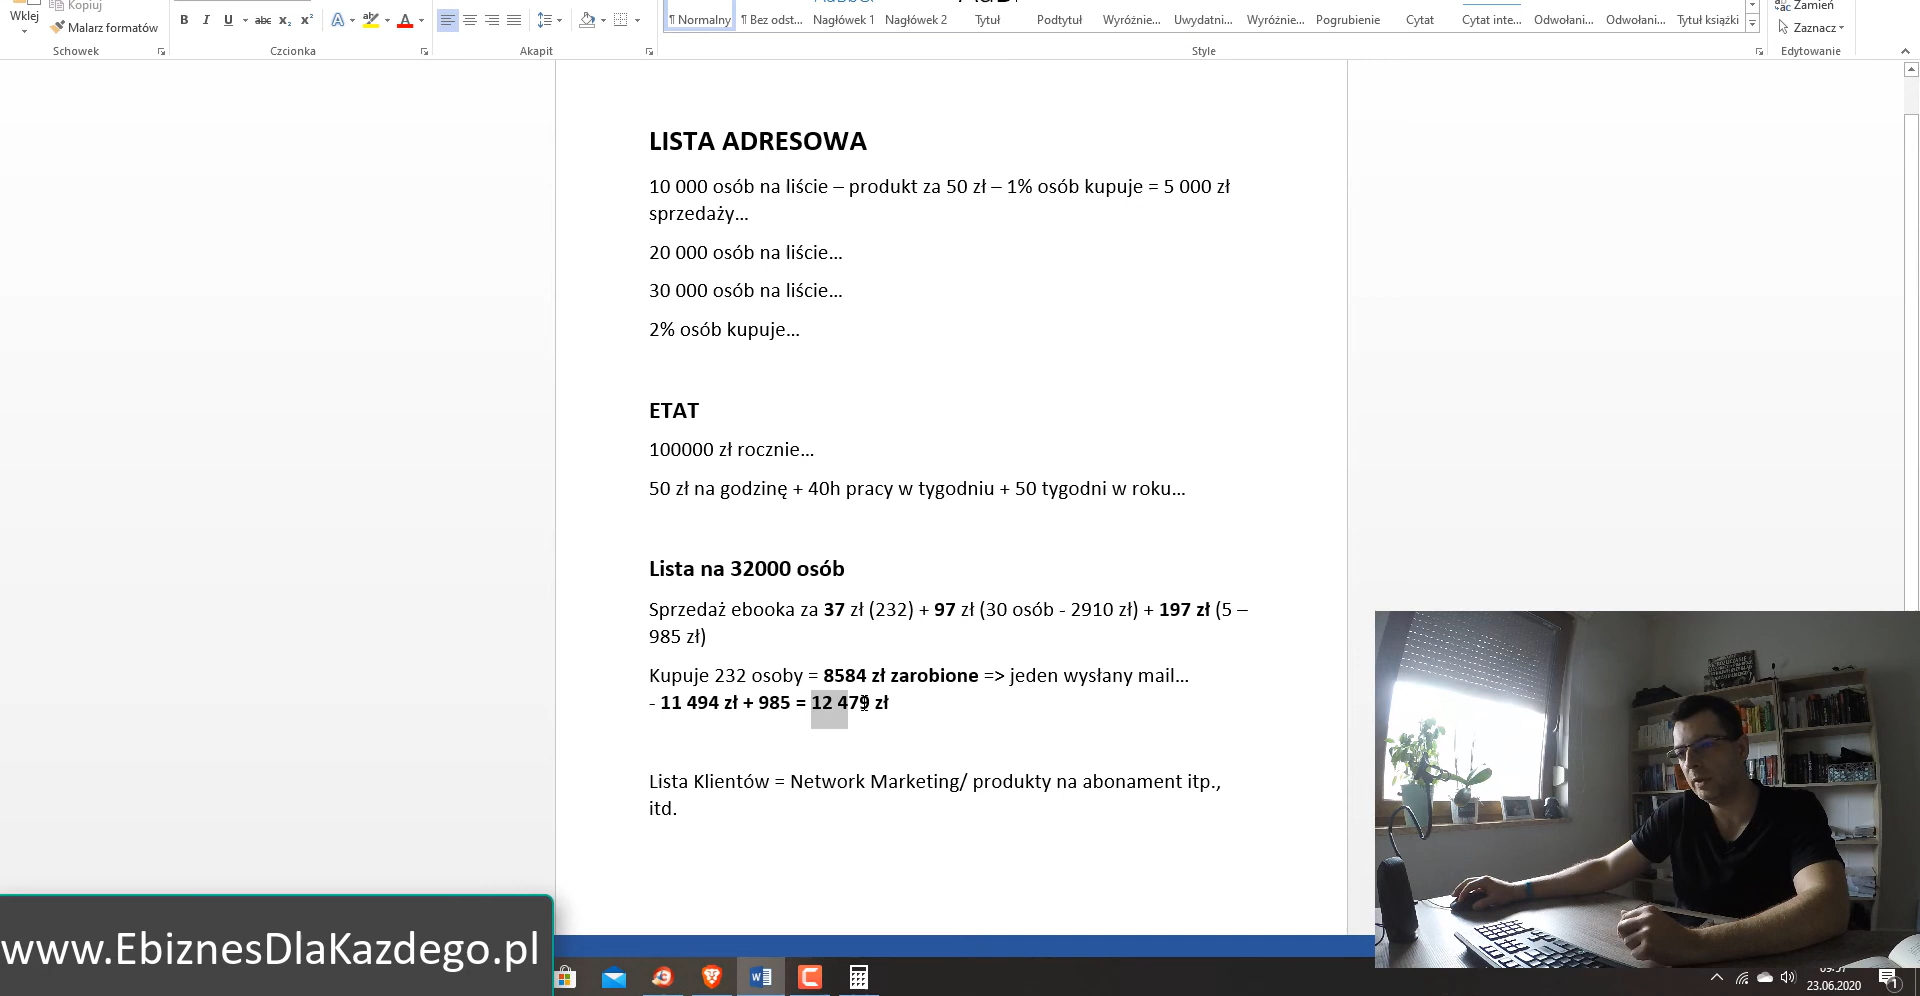 Wklej
Kopiuj
Malarz formatów
Schowek
B I U abc x₂ x²
A ab A
Czcionka
Akapit
¶ Normalny
¶ Bez odst...
Nagłówek 1
Nagłówek 2
Tytuł
Podtytuł
Wyróżnie...
Uwydatni...
Wyróżnie...
Pogrubienie
Cytat
Cytat inte...
Odwołani...
Odwołani...
Tytuł książki
Style
Zamień
Zaznacz
Edytowanie
LISTA ADRESOWA
10 000 osób na liście – produkt za 50 zł – 1% osób kupuje = 5 000 zł
sprzedaży…
20 000 osób na liście…
30 000 osób na liście…
2% osób kupuje…
ETAT
100000 zł rocznie…
50 zł na godzinę + 40h pracy w tygodniu + 50 tygodni w roku…
Lista na 32000 osób
Sprzedaż ebooka za 37 zł (232) + 97 zł (30 osób - 2910 zł) + 197 zł (5 –
985 zł)
Kupuje 232 osoby = 8584 zł zarobione => jeden wysłany mail…
- 11 494 zł + 985 = 12 479 zł
Lista Klientów = Network Marketing/ produkty na abonament itp.,
itd.
www.EbiznesDlaKazdego.pl
23.06.2020
1